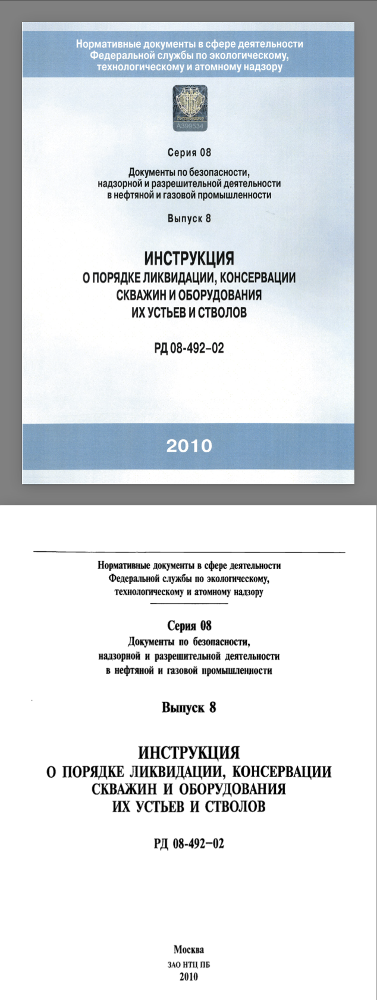 Нормативные документы в сфере деятельности
Федеральной службы по экологическому,
технологическому и атомному надзору
Ростехнадзор
А399534
Серия 08
Документы по безопасности,
надзорной и разрешительной деятельности
в нефтяной и газовой промышленности
Выпуск 8
ИНСТРУКЦИЯ
О ПОРЯДКЕ ЛИКВИДАЦИИ, КОНСЕРВАЦИИ
СКВАЖИН И ОБОРУДОВАНИЯ
ИХ УСТЬЕВ И СТВОЛОВ
РД 08-492–02
2010
Нормативные документы в сфере деятельности
Федеральной службы по экологическому,
технологическому и атомному надзору
Серия 08
Документы по безопасности,
надзорной и разрешительной деятельности
в нефтяной и газовой промышленности
Выпуск 8
ИНСТРУКЦИЯ
О ПОРЯДКЕ ЛИКВИДАЦИИ, КОНСЕРВАЦИИ
СКВАЖИН И ОБОРУДОВАНИЯ
ИХ УСТЬЕВ И СТВОЛОВ
РД 08-492–02
Москва
ЗАО НТЦ ПБ
2010